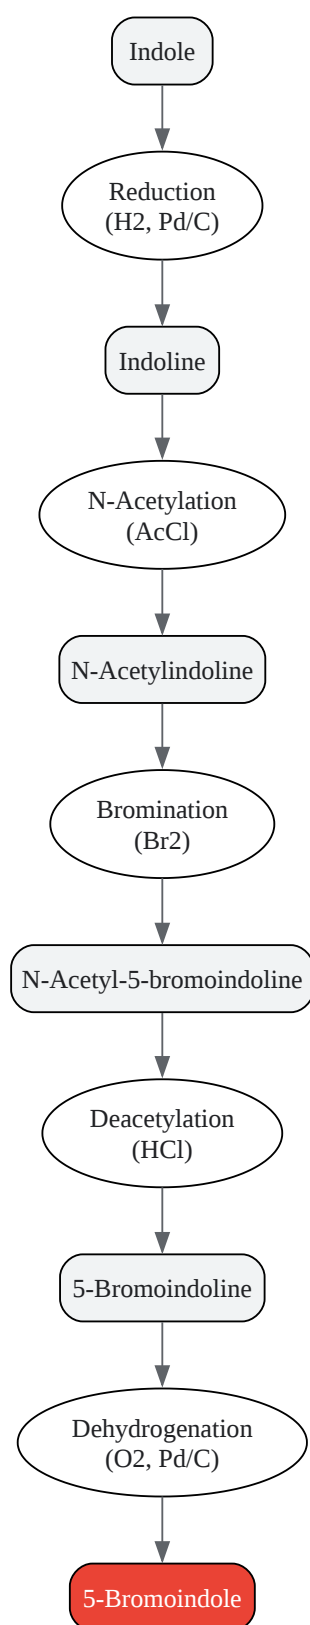 Indole
Reduction
(H2, Pd/C)
Indoline
N-Acetylation
(AcCl)
N-Acetylindoline
Bromination
(Br2)
N-Acetyl-5-bromoindoline
Deacetylation
(HCl)
5-Bromoindoline
Dehydrogenation
(O2, Pd/C)
5-Bromoindole